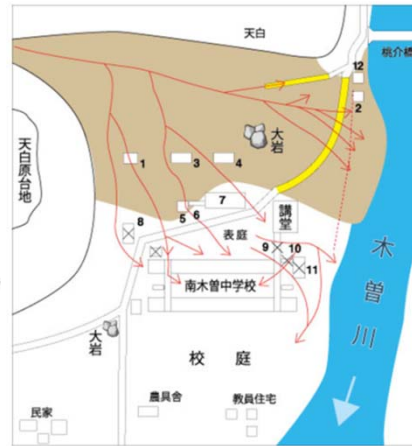 天白
桃介橋
12
2
大岩
天白原台地
1
3
4
7
5
6
8
講堂
表庭
9
10
11
南木曽中学校
木曽川
大岩
校庭
農具舎
教員住宅
民家